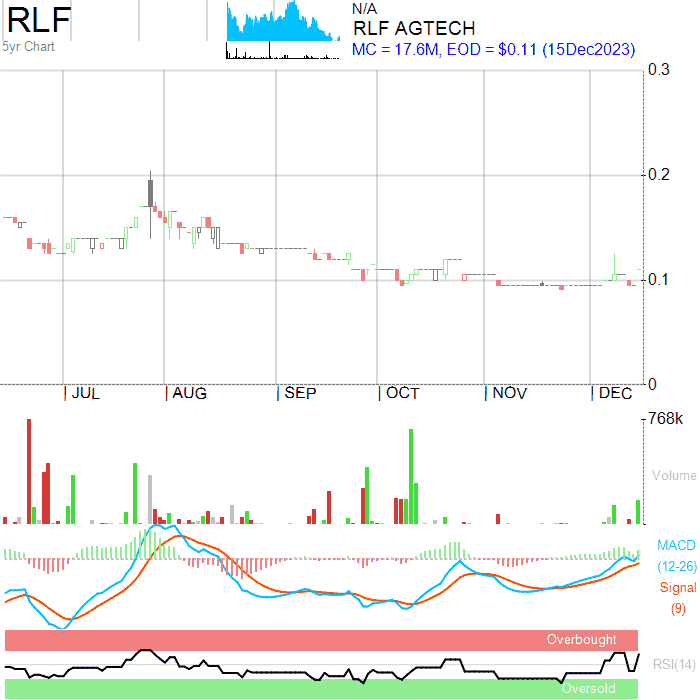 RLF
5yr Chart
N/A
RLF AGTECH
MC = 17.6M, EOD = $0.11 (15Dec2023)
0.3
0.2
0.1
0
JUL AUG SEP OCT NOV DEC
768k
Volume
MACD
(12-26)
Signal
(9)
Overbought
RSI(14)
Oversold